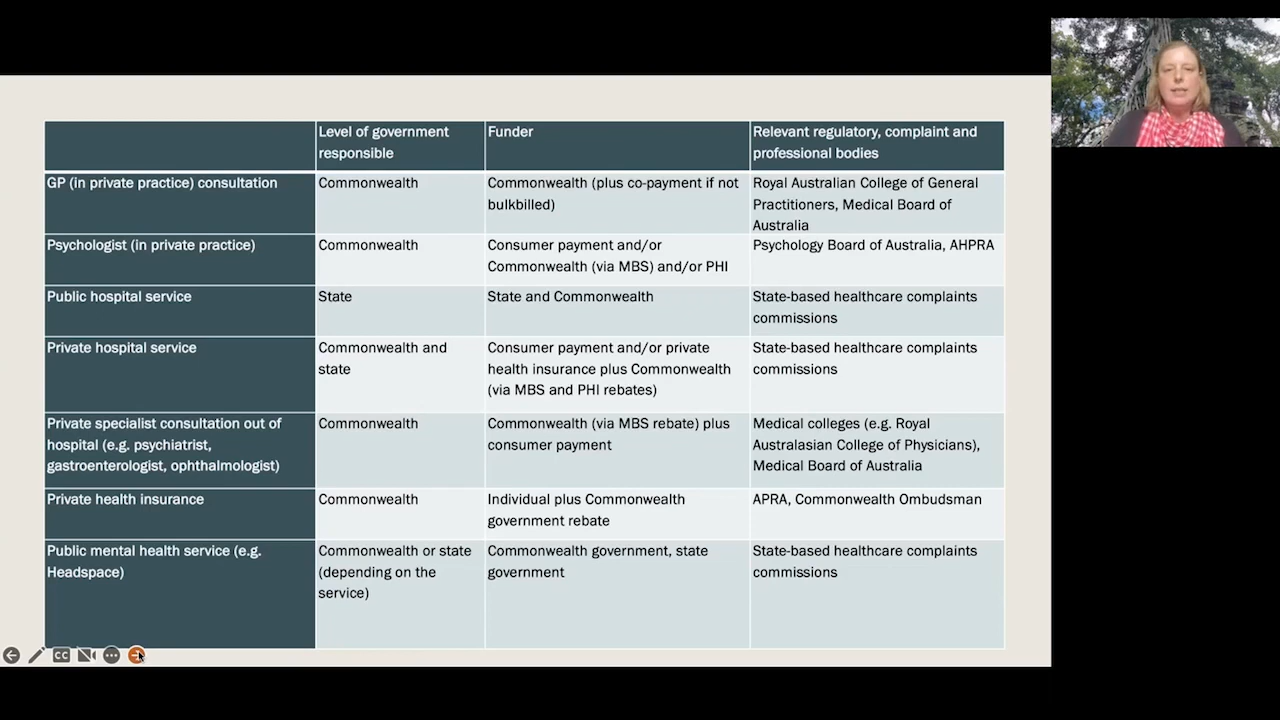 Level of government
responsible
Funder
Relevant regulatory, complaint and
professional bodies
GP (in private practice) consultation
Commonwealth
Commonwealth (plus co-payment if not
bulkbilled)
Royal Australian College of General
Practitioners, Medical Board of
Australia
Psychologist (in private practice)
Commonwealth
Consumer payment and/or
Commonwealth (via MBS) and/or PHI
Psychology Board of Australia, AHPRA
Public hospital service
State
State and Commonwealth
State-based healthcare complaints
commissions
Private hospital service
Commonwealth and
state
Consumer payment and/or private
health insurance plus Commonwealth
(via MBS and PHI rebates)
State-based healthcare complaints
commissions
Private specialist consultation out of
hospital (e.g. psychiatrist,
gastroenterologist, ophthalmologist)
Commonwealth
Commonwealth (via MBS rebate) plus
consumer payment
Medical colleges (e.g. Royal
Australasian College of Physicians),
Medical Board of Australia
Private health insurance
Commonwealth
Individual plus Commonwealth
government rebate
APRA, Commonwealth Ombudsman
Public mental health service (e.g.
Headspace)
Commonwealth or state
(depending on the
service)
Commonwealth government, state
government
State-based healthcare complaints
commissions
CC